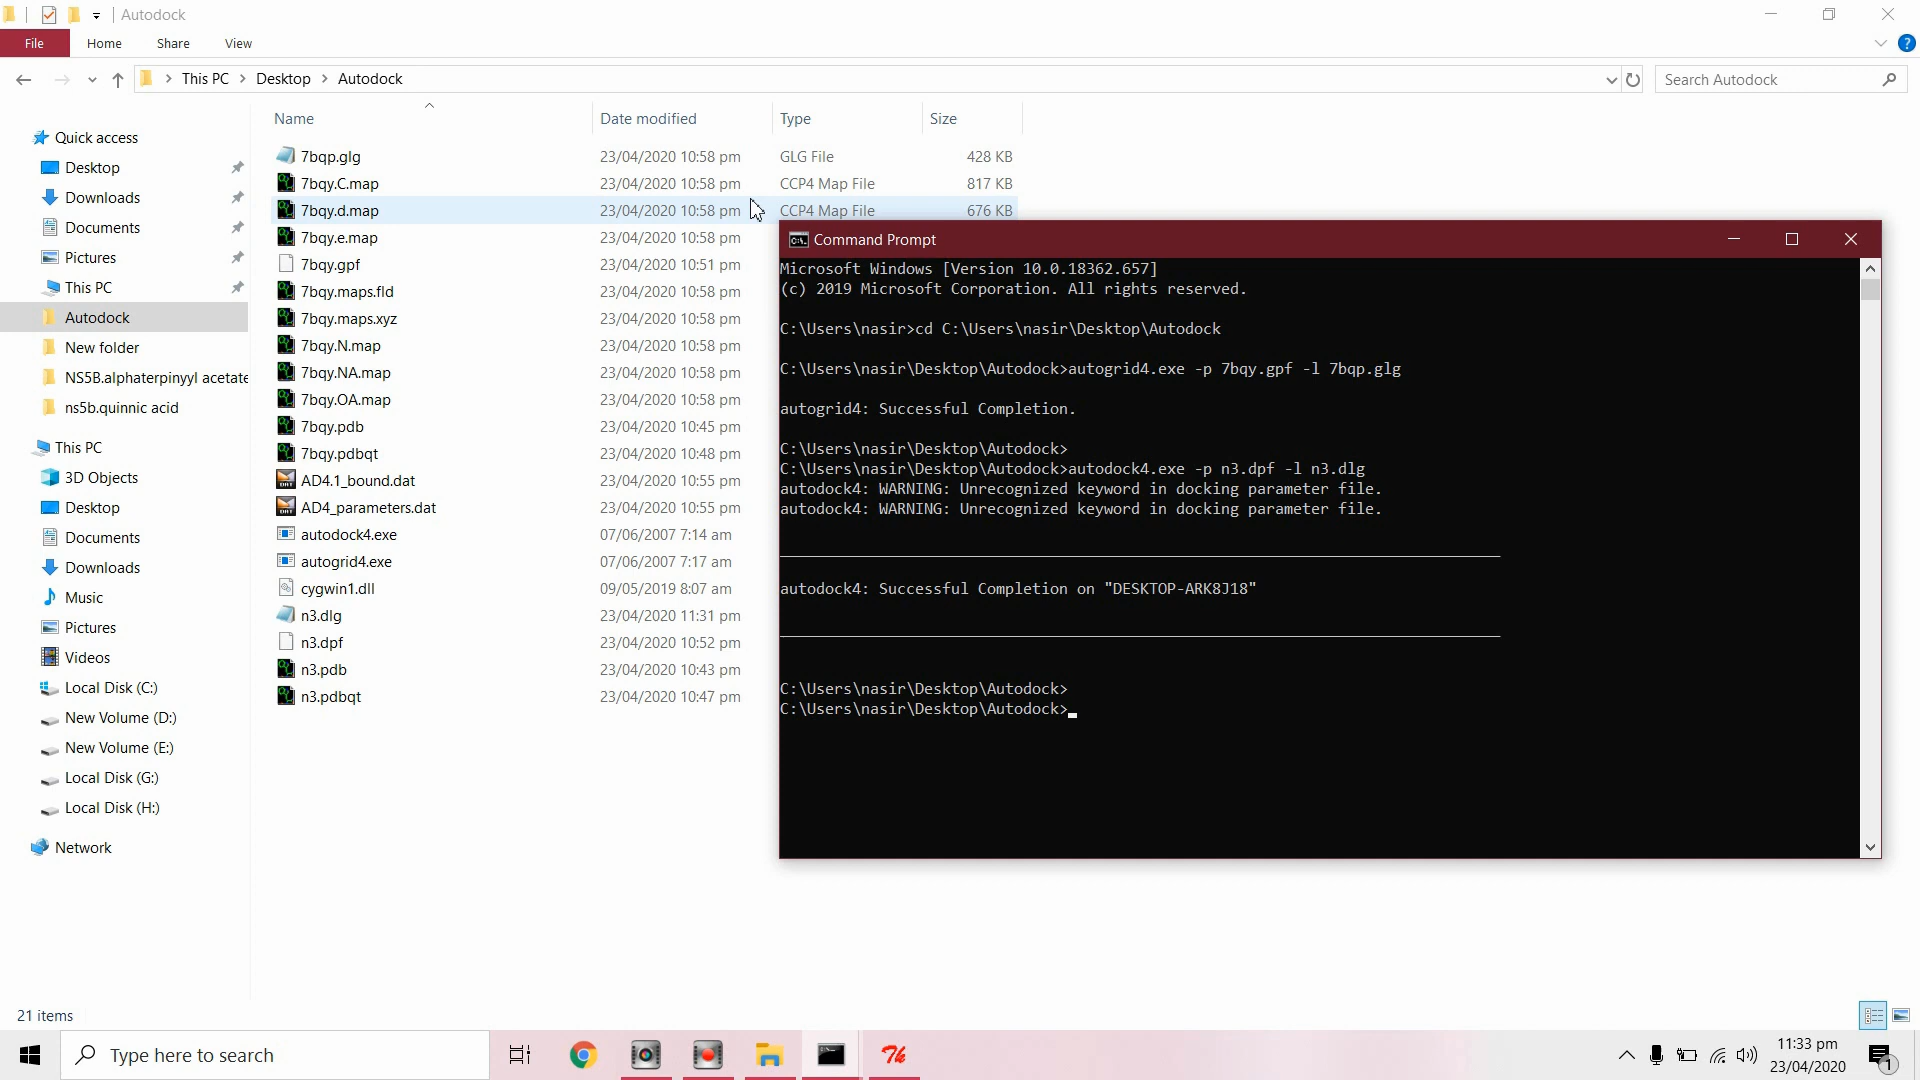 Autodock
File Home Share View
This PC Desktop Autodock
Search Autodock
Name Date modified Type Size
Quick access
Desktop
Downloads
Documents
Pictures
This PC
Autodock
New folder
NS5B.alphaterpinyyl acetate
ns5b.quinnic acid
This PC
3D Objects
Desktop
Documents
Downloads
Music
Pictures
Videos
Local Disk (C:)
New Volume (D:)
New Volume (E:)
Local Disk (G:)
Local Disk (H:)
Network
7bqp.glg 23/04/2020 10:58 pm GLG File 428 KB
7bqy.C.map 23/04/2020 10:58 pm CCP4 Map File 817 KB
7bqy.d.map 23/04/2020 10:58 pm CCP4 Map File 676 KB
7bqy.e.map 23/04/2020 10:58 pm
7bqy.gpf 23/04/2020 10:51 pm
7bqy.maps.fld 23/04/2020 10:58 pm
7bqy.maps.xyz 23/04/2020 10:58 pm
7bqy.N.map 23/04/2020 10:58 pm
7bqy.NA.map 23/04/2020 10:58 pm
7bqy.OA.map 23/04/2020 10:58 pm
7bqy.pdb 23/04/2020 10:45 pm
7bqy.pdbqt 23/04/2020 10:48 pm
AD4.1_bound.dat 23/04/2020 10:55 pm
AD4_parameters.dat 23/04/2020 10:55 pm
autodock4.exe 07/06/2007 7:14 am
autogrid4.exe 07/06/2007 7:17 am
cygwin1.dll 09/05/2019 8:07 am
n3.dlg 23/04/2020 11:31 pm
n3.dpf 23/04/2020 10:52 pm
n3.pdb 23/04/2020 10:43 pm
n3.pdbqt 23/04/2020 10:47 pm
Command Prompt
Microsoft Windows [Version 10.0.18362.657]
(c) 2019 Microsoft Corporation. All rights reserved.
C:\Users\nasir>cd C:\Users\nasir\Desktop\Autodock
C:\Users\nasir\Desktop\Autodock>autogrid4.exe -p 7bqy.gpf -l 7bqp.glg
autogrid4: Successful Completion.
C:\Users\nasir\Desktop\Autodock>
C:\Users\nasir\Desktop\Autodock>autodock4.exe -p n3.dpf -l n3.dlg
autodock4: WARNING: Unrecognized keyword in docking parameter file.
autodock4: WARNING: Unrecognized keyword in docking parameter file.
autodock4: Successful Completion on "DESKTOP-ARK8J18"
C:\Users\nasir\Desktop\Autodock>
C:\Users\nasir\Desktop\Autodock>
21 items
Type here to search
11:33 pm
23/04/2020
1